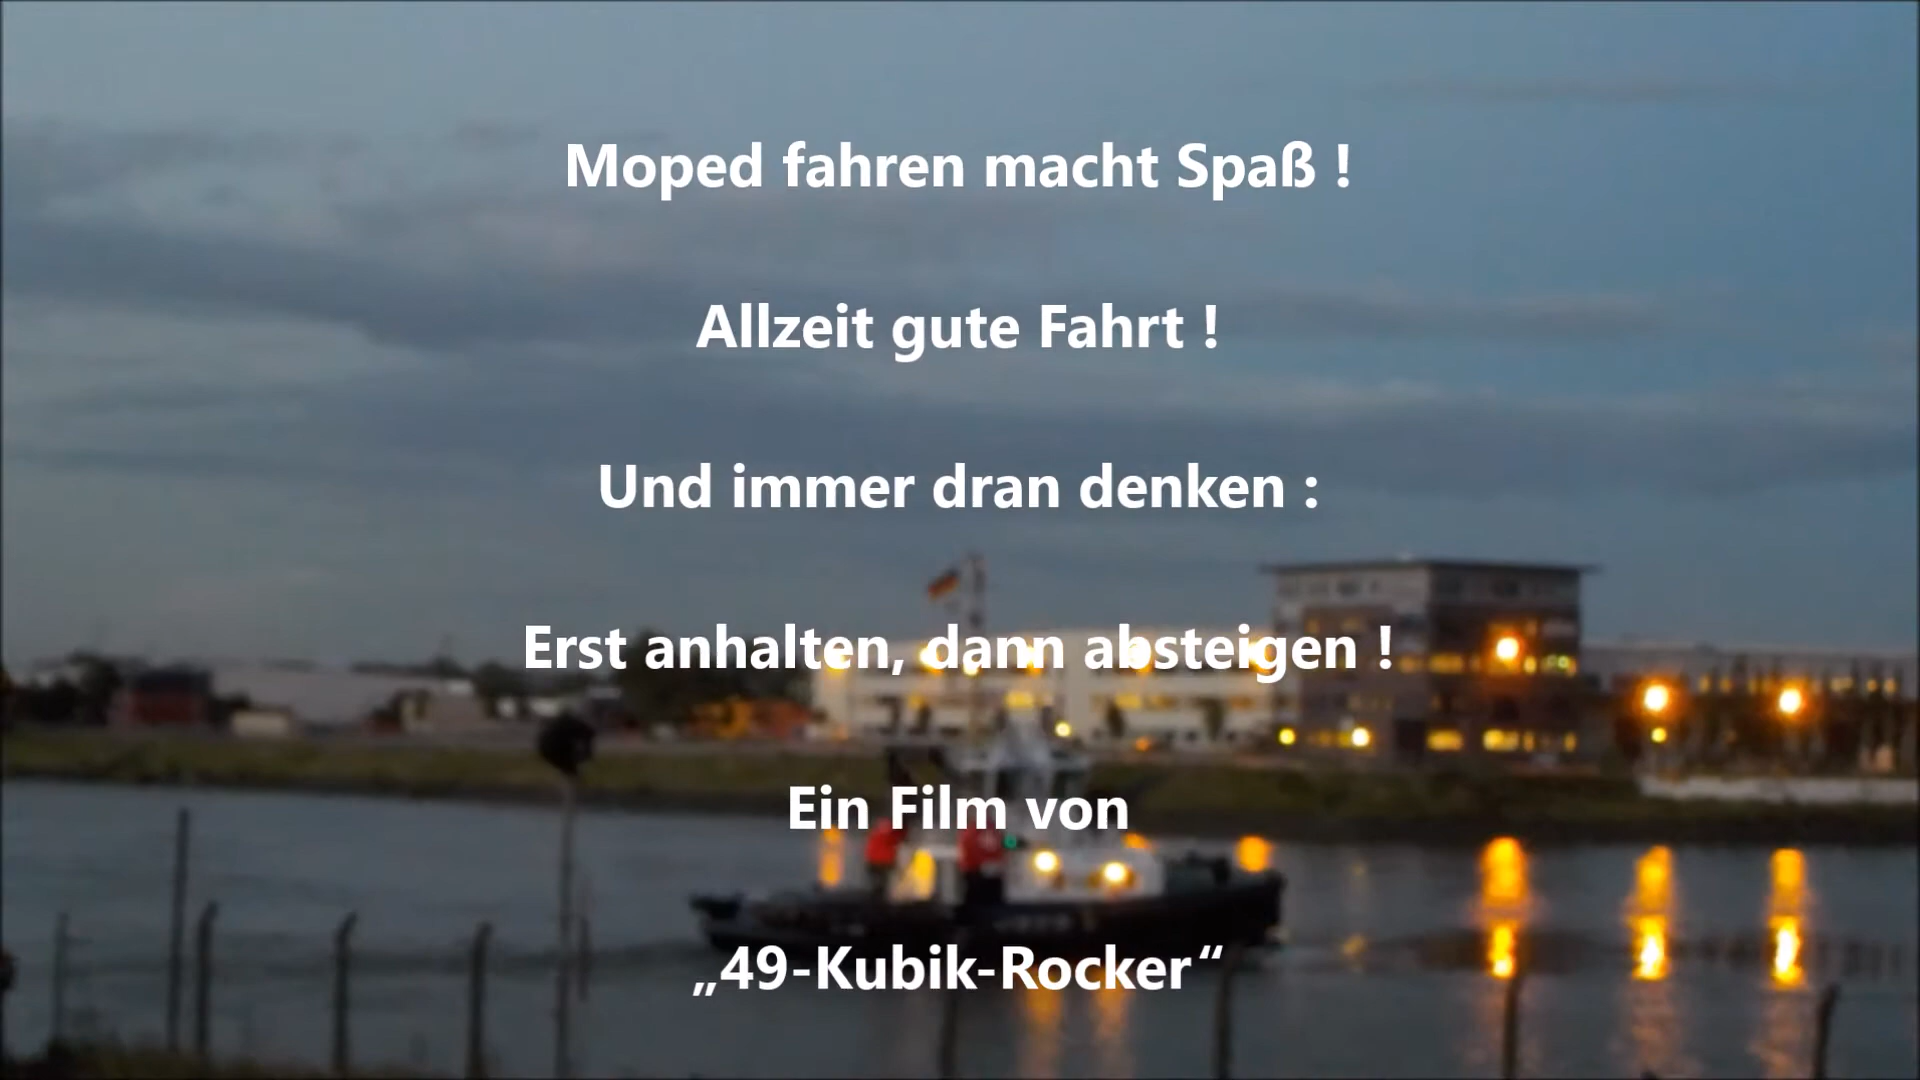 Moped fahren macht Spaß !
Allzeit gute Fahrt !
Und immer dran denken :
Erst anhalten, dann absteigen !
Ein Film von
„49-Kubik-Rocker“